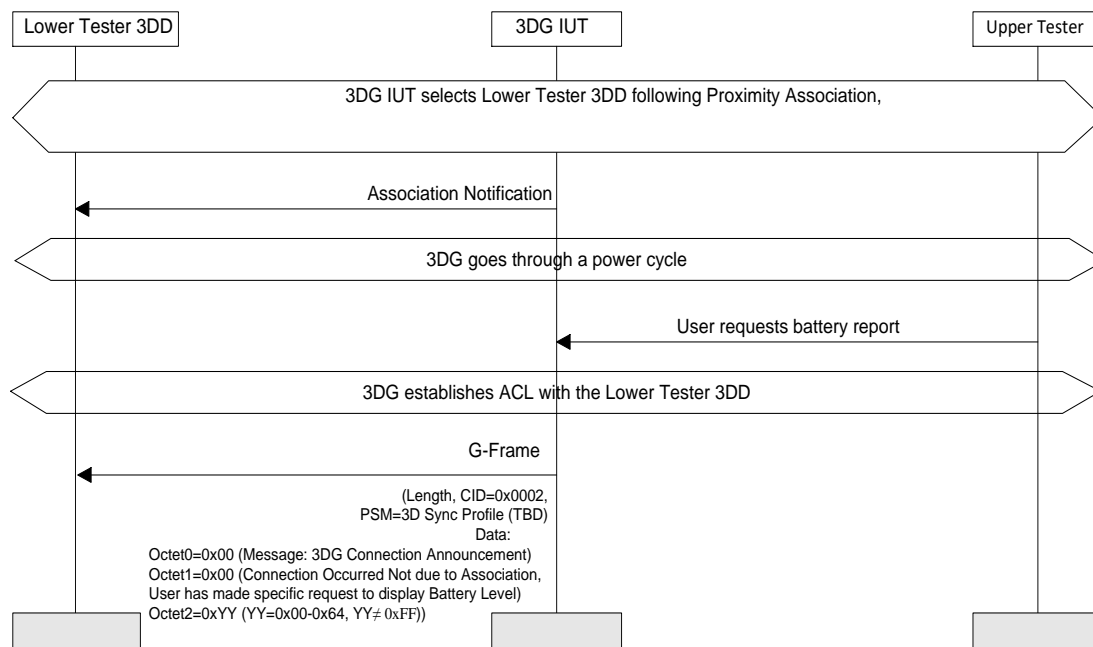 Lower Tester 3DD
3DG IUT
Upper Tester
3DG IUT selects Lower Tester 3DD following Proximity Association,
Association Notification
3DG goes through a power cycle
User requests battery report
3DG establishes ACL with the Lower Tester 3DD
G-Frame
(Length, CID=0x0002,
PSM=3D Sync Profile (TBD)
Data:
Octet0=0x00 (Message: 3DG Connection Announcement)
Octet1=0x00 (Connection Occurred Not due to Association,
User has made specific request to display Battery Level)
Octet2=0xYY (YY=0x00-0x64, YY≠ 0xFF))